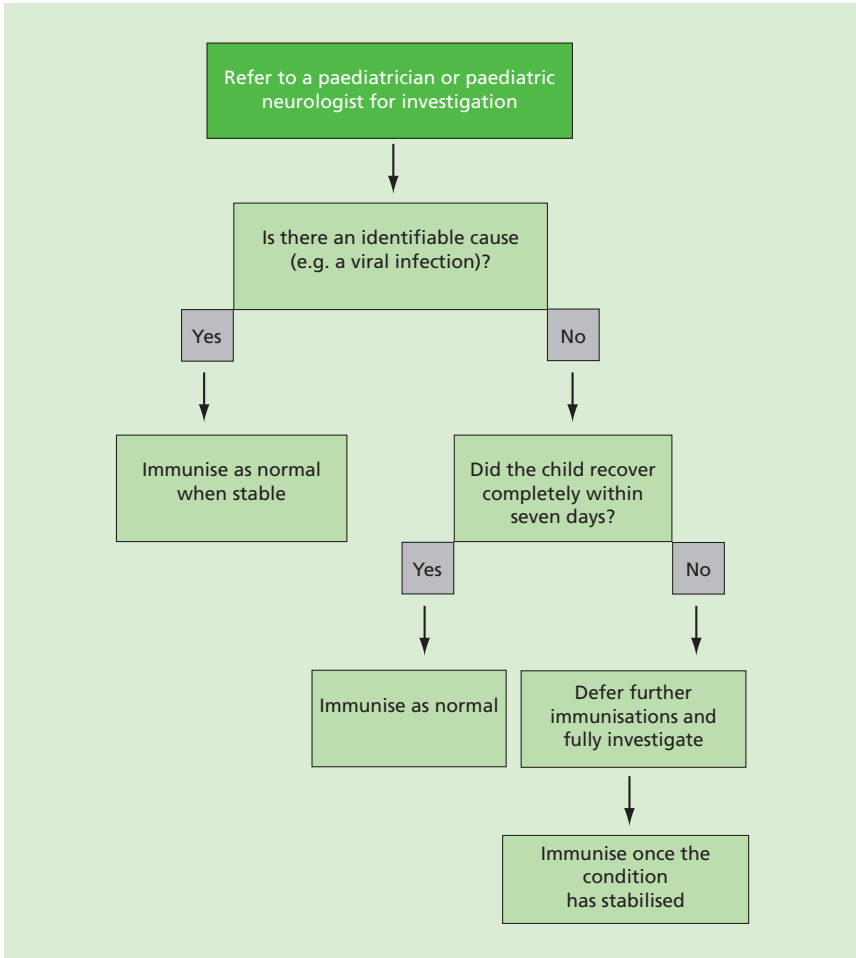 Refer to a paediatrician or paediatric
neurologist for investigation
Is there an identifiable cause
(e.g. a viral infection)?
Yes
No
Immunise as normal
when stable
Did the child recover
completely within
seven days?
Yes
No
Immunise as normal
Defer further
immunisations and
fully investigate
Immunise once the
condition
has stabilised